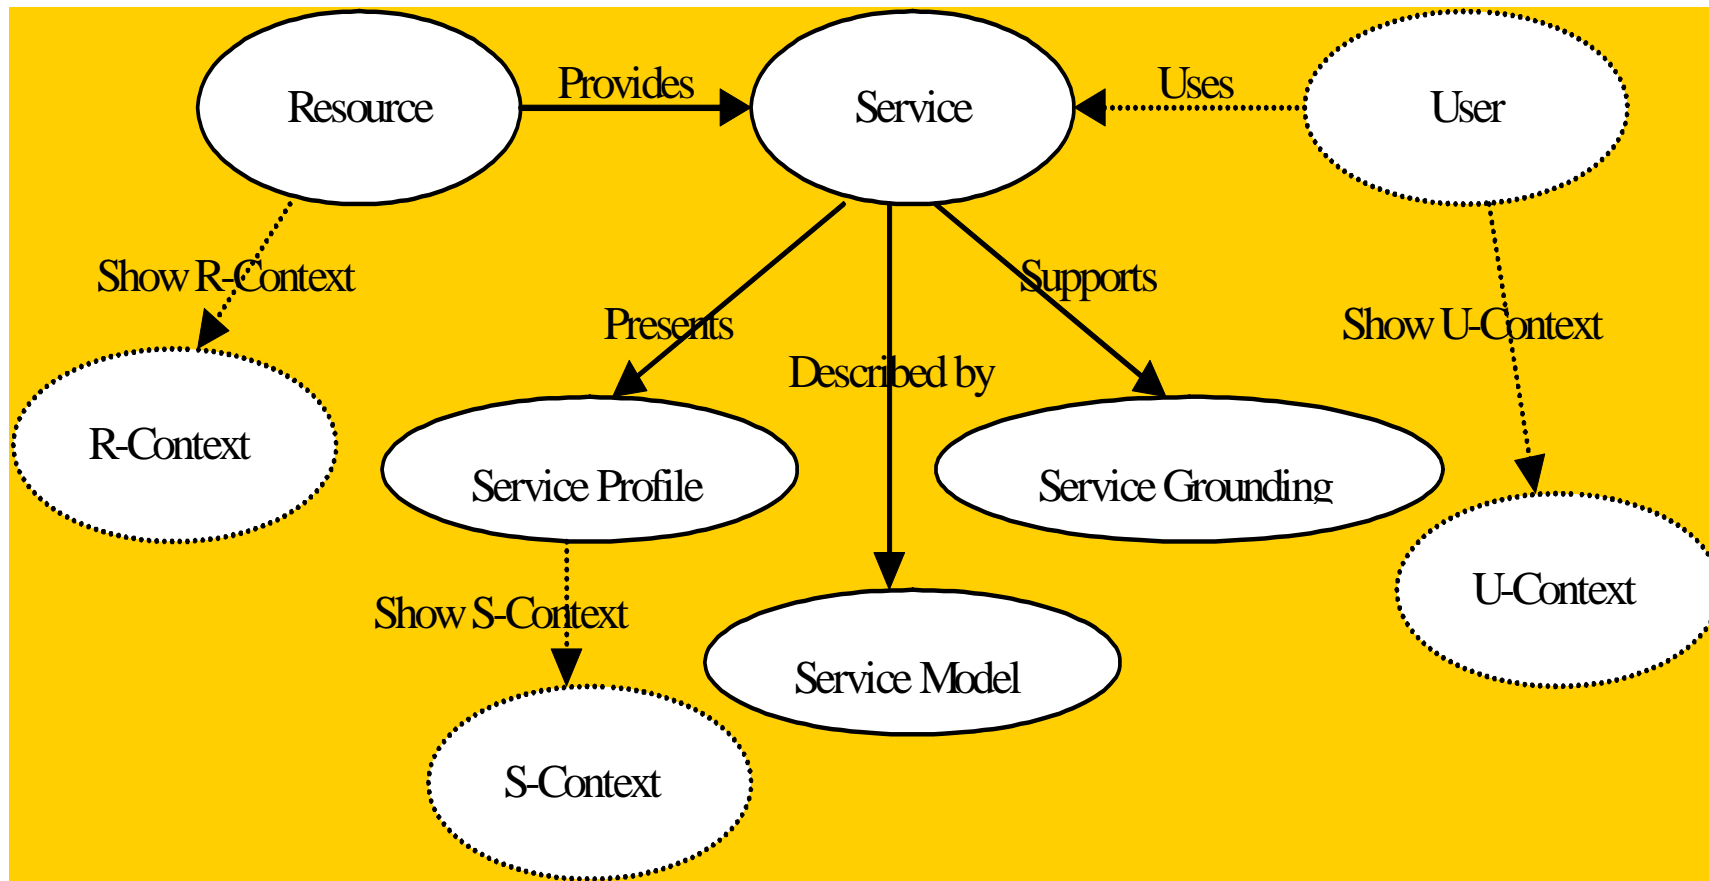 Provides
Uses
Resource
Service
User
Show R-Context
Supports
Presents
Show U-Context
Described by
R-Context
Service Profile
Service Grounding
U-Context
Show S-Context
Service Model
S-Context